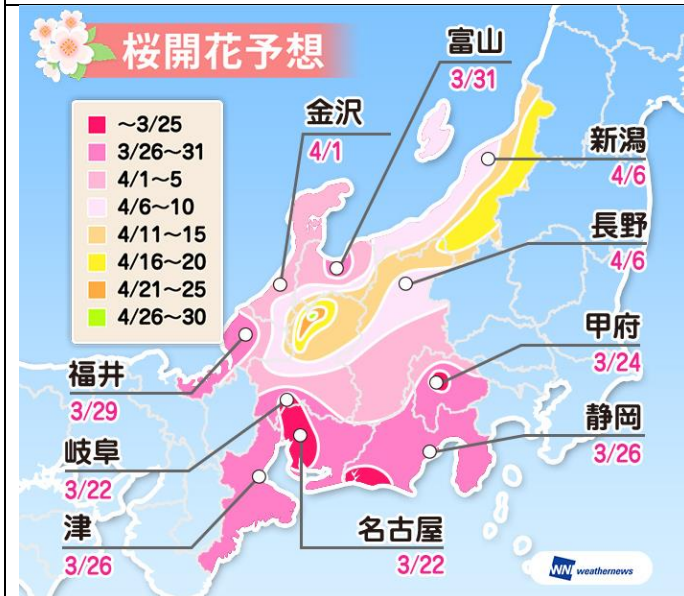 桜開花予想
富山
3/31
金沢
4/1
新潟
4/6
長野
4/6
甲府
3/24
静岡
3/26
名古屋
3/22
津
3/26
岐阜
3/22
福井
3/29
～3/25
3/26～31
4/1～5
4/6～10
4/11～15
4/16～20
4/21～25
4/26～30
WNI weathernews